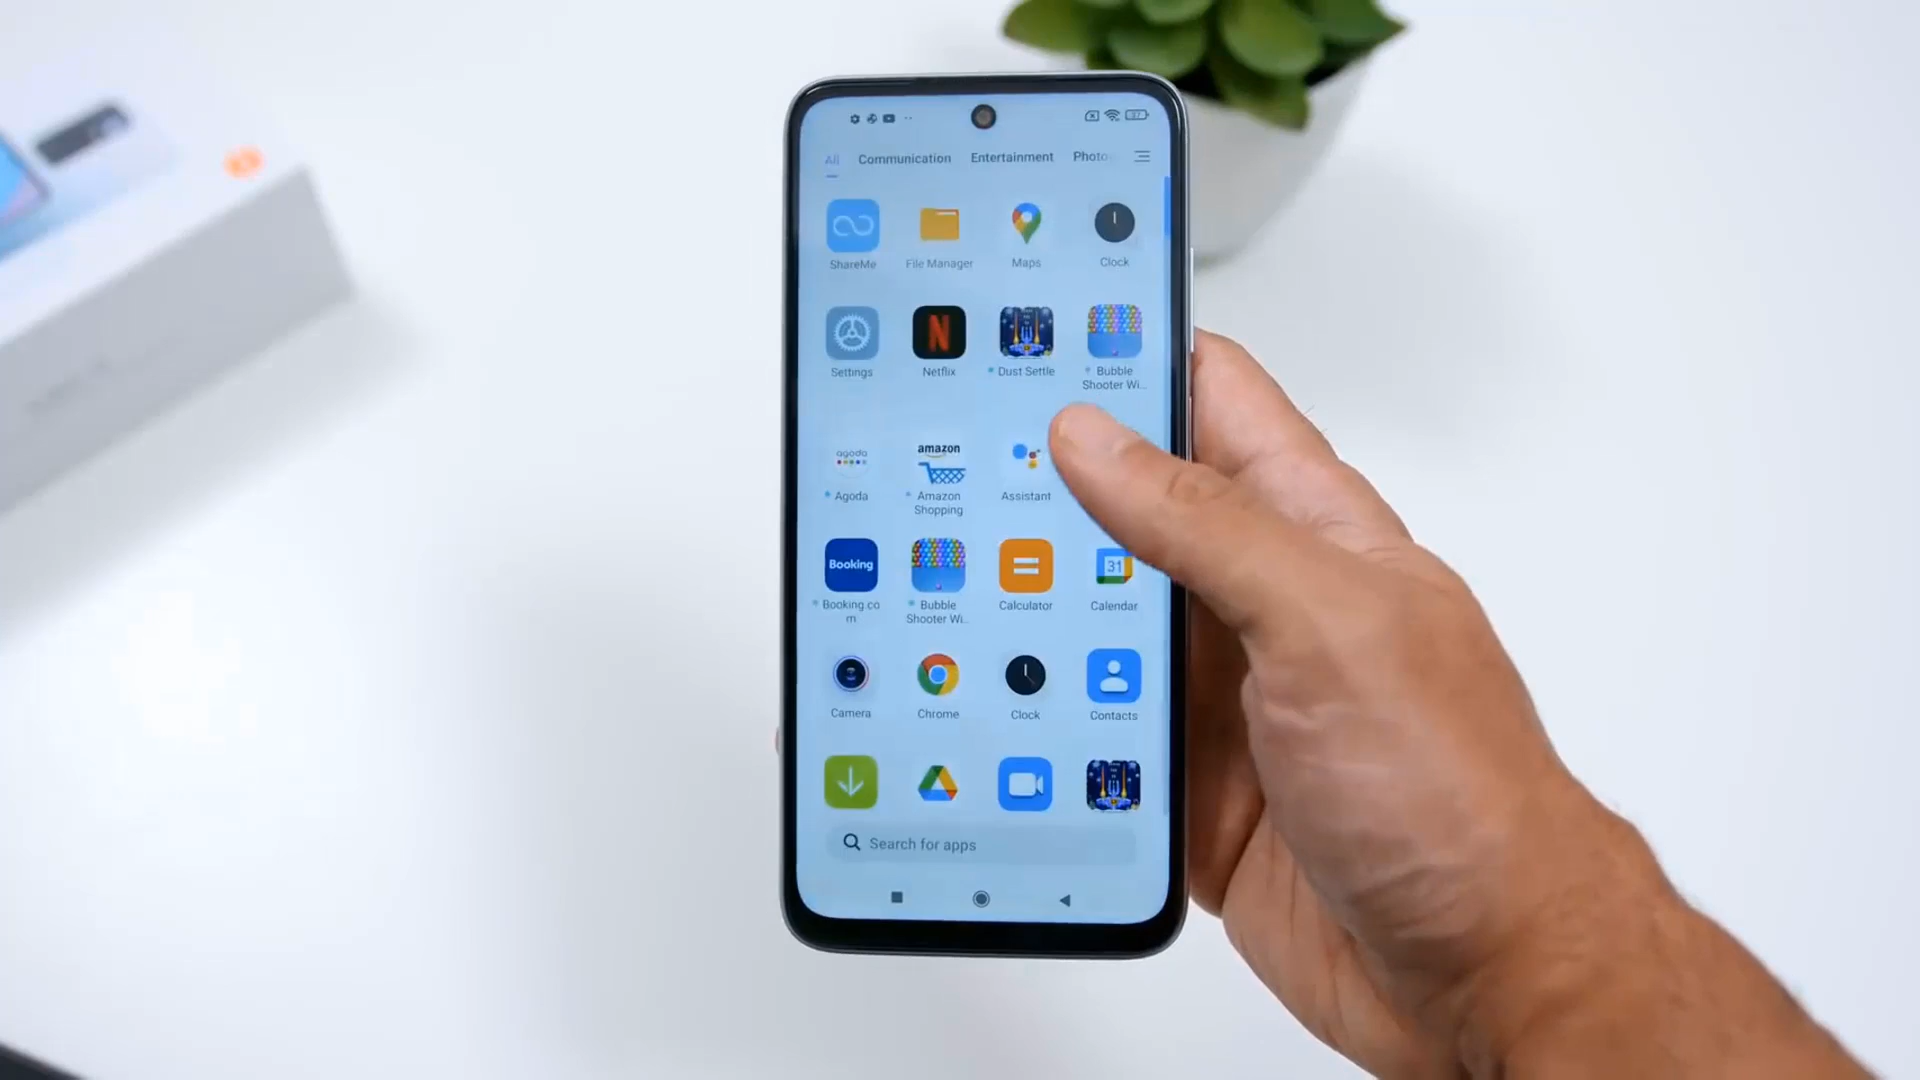 37
All Communication Entertainment Photo
ShareMe File Manager Maps Clock
N
Settings Netflix Dust Settle Bubble
Shooter Wi...
agoda amazon
Agoda Amazon Assistant
Shopping
Booking 31
Booking.co Bubble Calculator Calendar
m Shooter Wi...
Camera Chrome Clock Contacts
Search for apps